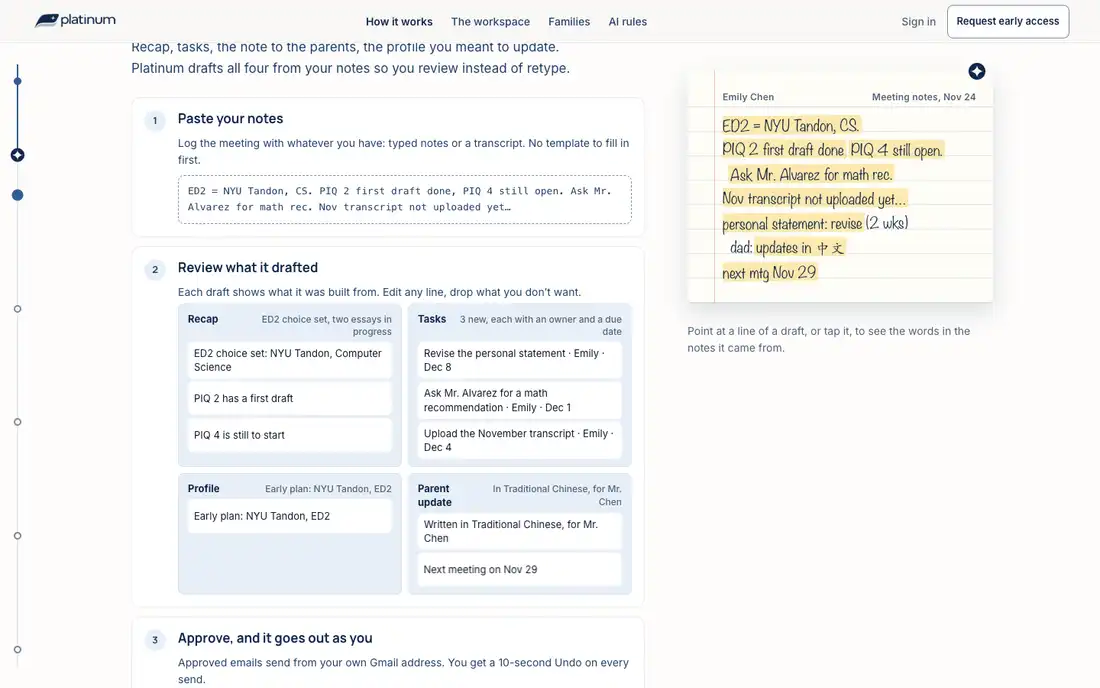 platinum
How it works
The workspace
Families
AI rules
Sign in
Request early access
Recap, tasks, the note to the parents, the profile you meant to update.
Platinum drafts all four from your notes so you review instead of retype.
1
Paste your notes
Log the meeting with whatever you have: typed notes or a transcript. No template to fill in
first.
ED2 = NYU Tandon, CS. PIQ 2 first draft done, PIQ 4 still open. Ask Mr.
Alvarez for math rec. Nov transcript not uploaded yet…
2
Review what it drafted
Each draft shows what it was built from. Edit any line, drop what you don't want.
Recap
ED2 choice set, two essays in
progress
ED2 choice set: NYU Tandon, Computer
Science
PIQ 2 has a first draft
PIQ 4 is still to start
Tasks
3 new, each with an owner and a due
date
Revise the personal statement · Emily ·
Dec 8
Ask Mr. Alvarez for a math
recommendation · Emily · Dec 1
Upload the November transcript · Emily ·
Dec 4
Profile
Early plan: NYU Tandon, ED2
Early plan: NYU Tandon, ED2
Parent
update
In Traditional Chinese, for Mr.
Chen
Written in Traditional Chinese, for Mr.
Chen
Next meeting on Nov 29
3
Approve, and it goes out as you
Approved emails send from your own Gmail address. You get a 10-second Undo on every
send.
Emily Chen
Meeting notes, Nov 24
ED2 = NYU Tandon, CS.
PIQ 2 first draft done PIQ 4 still open.
Ask Mr. Alvarez for math rec.
Nov transcript not uploaded yet...
personal statement: revise (2 wks)
dad: updates in 中文
next mtg Nov 29
Point at a line of a draft, or tap it, to see the words in the
notes it came from.